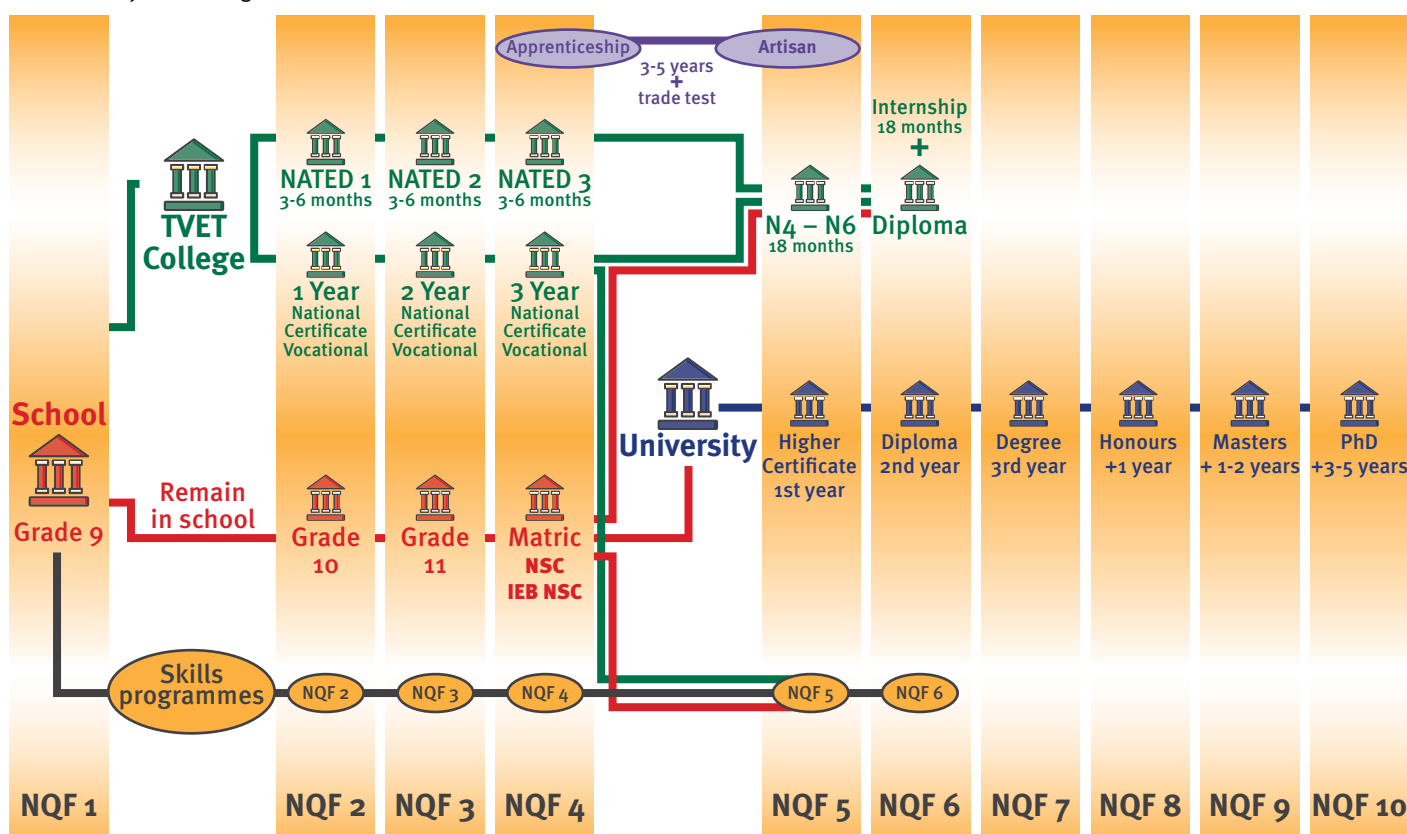 Apprenticeship
Artisan
3-5 years
+
trade test
Internship
18 months
+
TVET
College
NATED 1
3-6 months
NATED 2
3-6 months
NATED 3
3-6 months
N4 – N6
18 months
Diploma
1 Year
National
Certificate
Vocational
2 Year
National
Certificate
Vocational
3 Year
National
Certificate
Vocational
School
Grade 9
Remain
in school
Grade
10
Grade
11
Matric
NSC
IEB NSC
University
Higher
Certificate
1st year
Diploma
2nd year
Degree
3rd year
Honours
+1 year
Masters
+ 1-2 years
PhD
+3-5 years
Skills
programmes
NQF 2
NQF 3
NQF 4
NQF 5
NQF 6
NQF 1
NQF 2
NQF 3
NQF 4
NQF 5
NQF 6
NQF 7
NQF 8
NQF 9
NQF 10